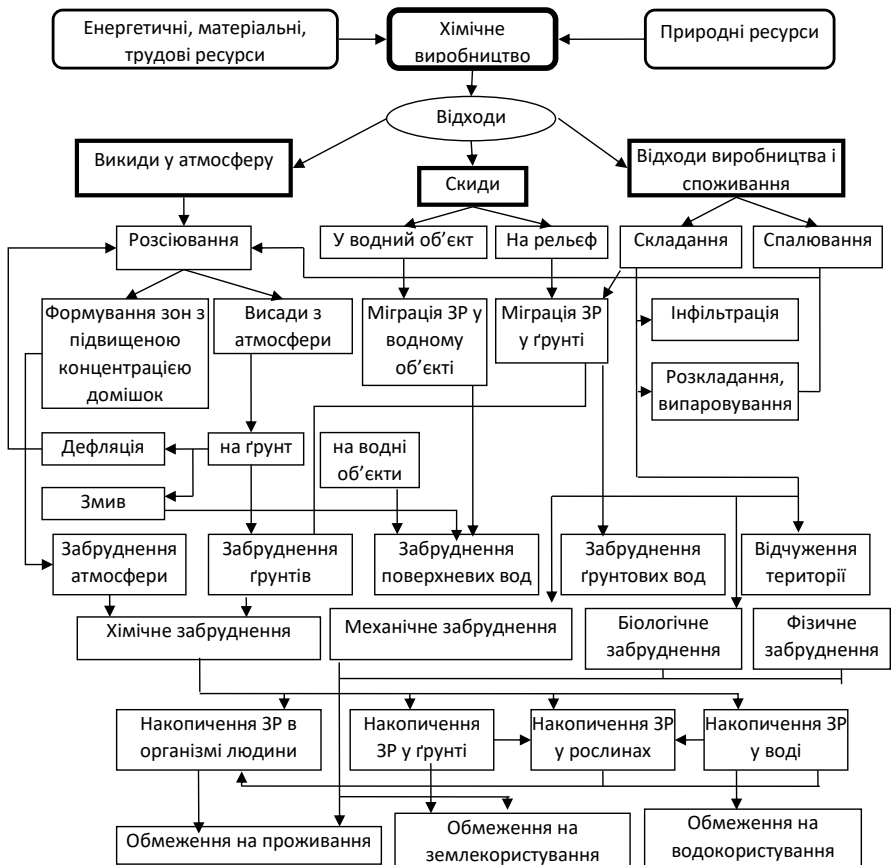 Енергетичні, матеріальні,
трудові ресурси
Хімічне
виробництво
Природні ресурси
Відходи
Викиди у атмосферу
Скиди
Відходи виробництва і
споживання
Розсіювання
У водний об’єкт
На рельєф
Складання
Спалювання
Формування зон з
підвищеною
концентрацією
домішок
Висади з
атмосфери
Міграція ЗР у
водному
об’єкті
Міграція ЗР
у ґрунті
Інфільтрація
Розкладання,
випаровування
Дефляція
на ґрунт
на водні
об’єкти
Змив
Забруднення
атмосфери
Забруднення
ґрунтів
Забруднення
поверхневих вод
Забруднення
ґрунтових вод
Відчуження
території
Хімічне забруднення
Механічне забруднення
Біологічне
забруднення
Фізичне
забруднення
Накопичення ЗР в
організмі людини
Накопичення
ЗР у ґрунті
Накопичення ЗР
у рослинах
Накопичення ЗР
у воді
Обмеження на проживання
Обмеження на
землекористування
Обмеження на
водокористування